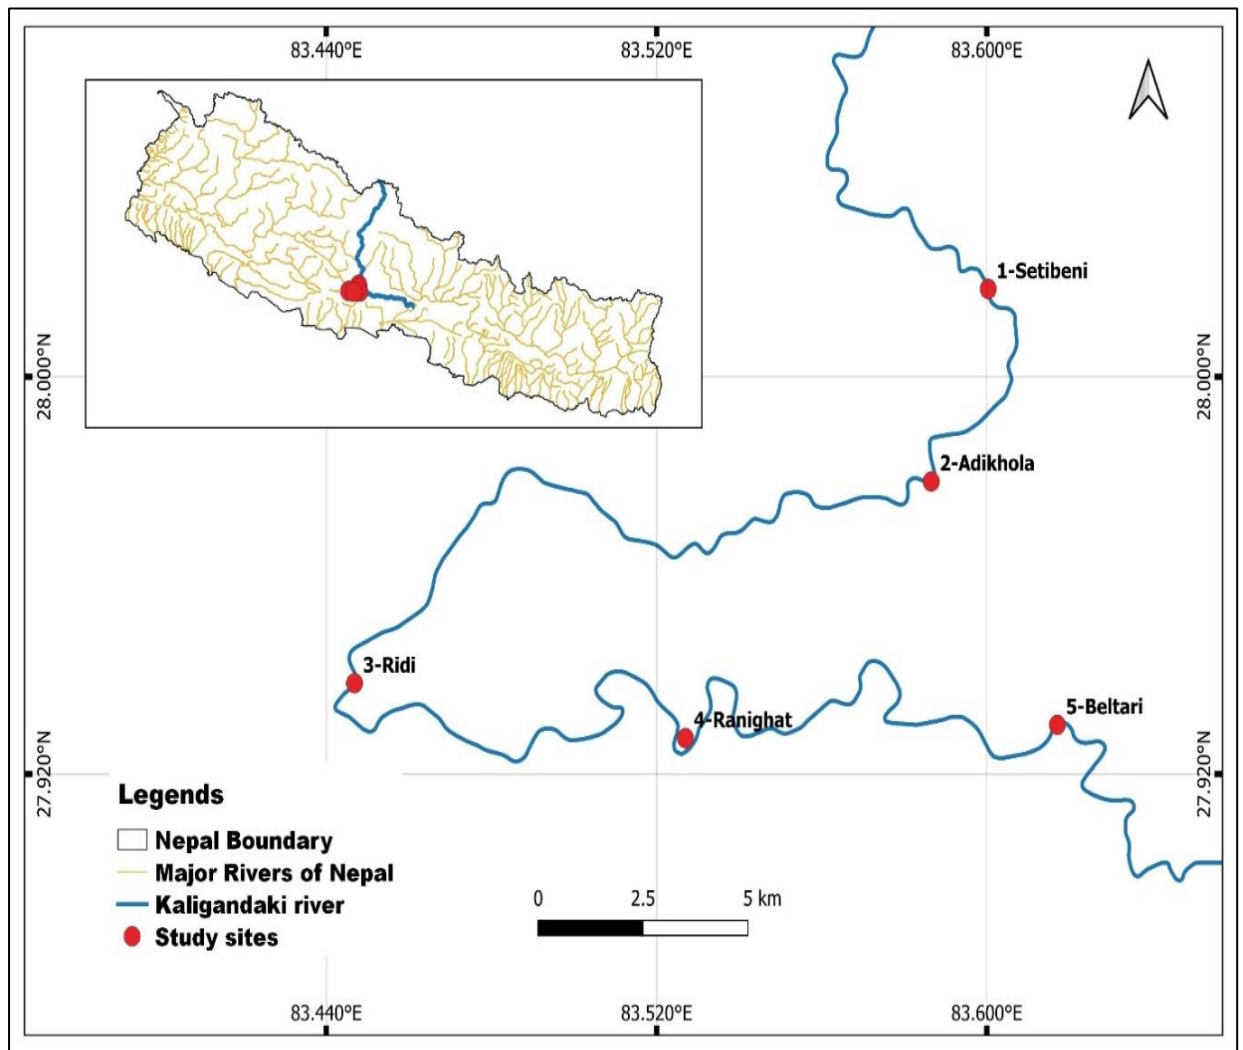 83.440°E
83.520°E
83.600°E
1-Setibeni
28.000°N
28.000°N
2-Adikhola
3-Ridi
4-Ranighat
5-Beltari
27.920°N
27.920°N
Legends
Nepal Boundary
Major Rivers of Nepal
Kaligandaki river
Study sites
0 2.5 5 km
83.440°E
83.520°E
83.600°E